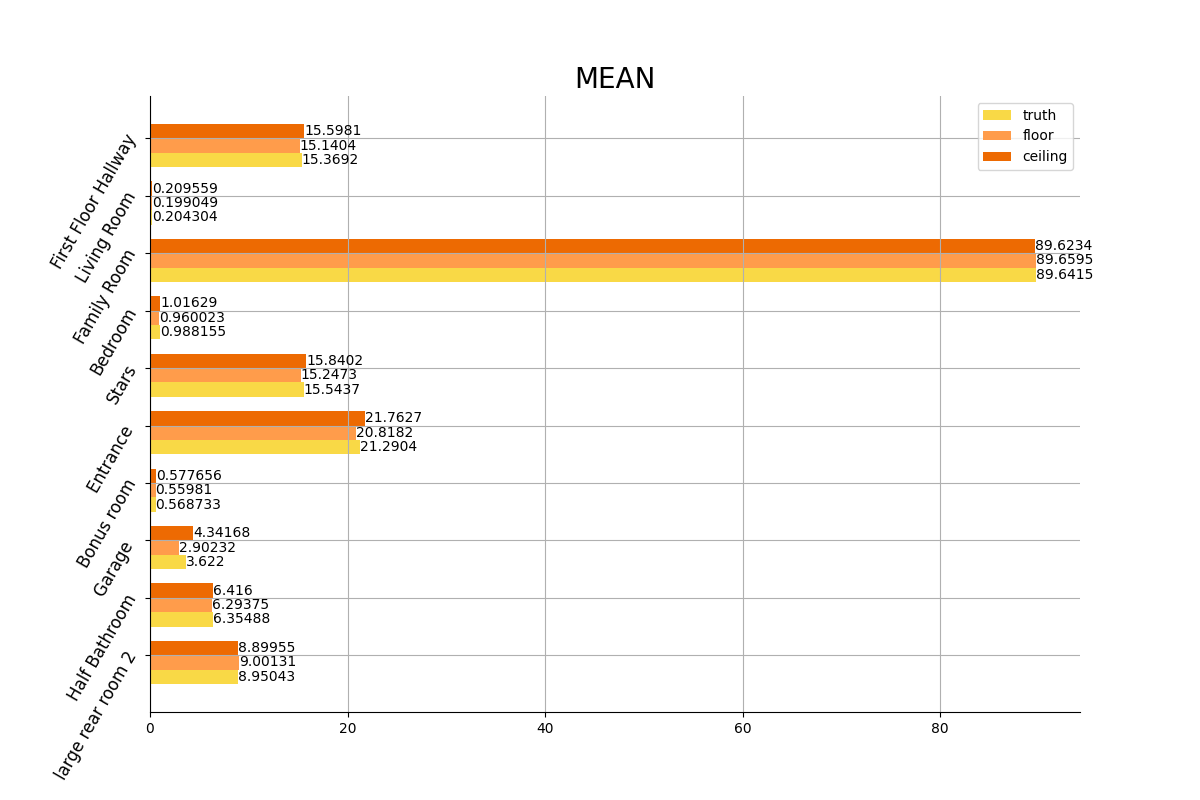 MEAN
truth
floor
ceiling
First Floor Hallway
15.5981
15.1404
15.3692
Living Room
0.209559
0.199049
0.204304
Family Room
89.6234
89.6595
89.6415
Bedroom
1.01629
0.960023
0.988155
Stars
15.8402
15.2473
15.5437
Entrance
21.7627
20.8182
21.2904
Bonus room
0.577656
0.55981
0.568733
Garage
4.34168
2.90232
3.622
Half Bathroom
6.416
6.29375
6.35488
large rear room 2
8.89955
9.00131
8.95043
0
20
40
60
80